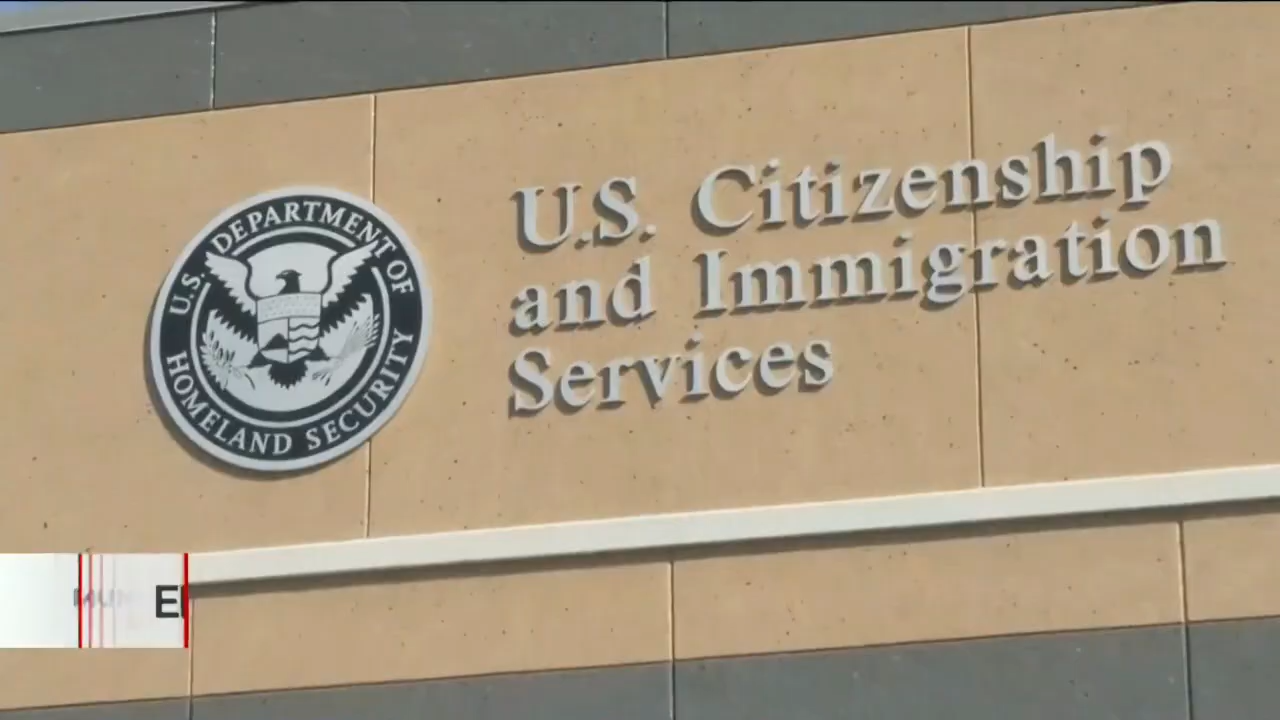 U.S. DEPARTMENT OF
HOMELAND SECURITY
U.S. Citizenship
and Immigration
Services